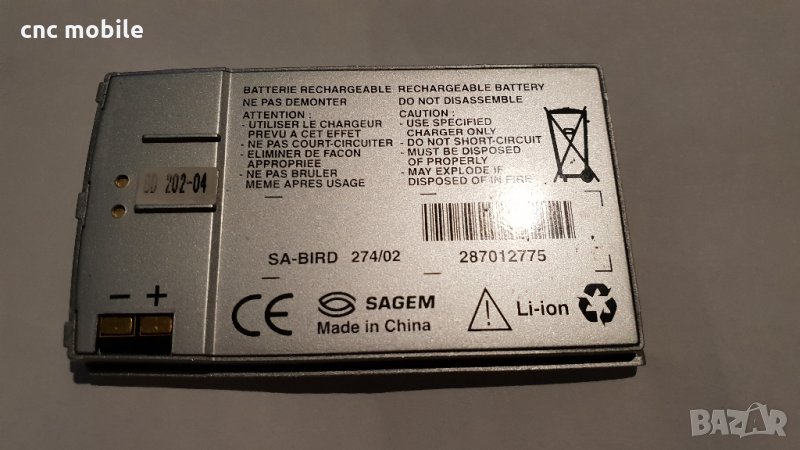 cnc mobile
BATTERIE RECHARGEABLE
NE PAS DEMONTER
ATTENTION :
- UTILISER LE CHARGEUR
PREVU A CET EFFET
- NE PAS COURT-CIRCUITER
- ELIMINER DE FACON
APPROPRIEE
- NE PAS BRULER
MEME APRES USAGE
RECHARGEABLE BATTERY
DO NOT DISASSEMBLE
CAUTION :
- USE SPECIFIED
CHARGER ONLY
- DO NOT SHORT-CIRCUIT
- MUST BE DISPOSED
OF PROPERLY
- MAY EXPLODE IF
DISPOSED OF IN FIRE
202-04
SA-BIRD 274/02
287012775
− +
CE
SAGEM
Made in China
Li-ion
BAZAR